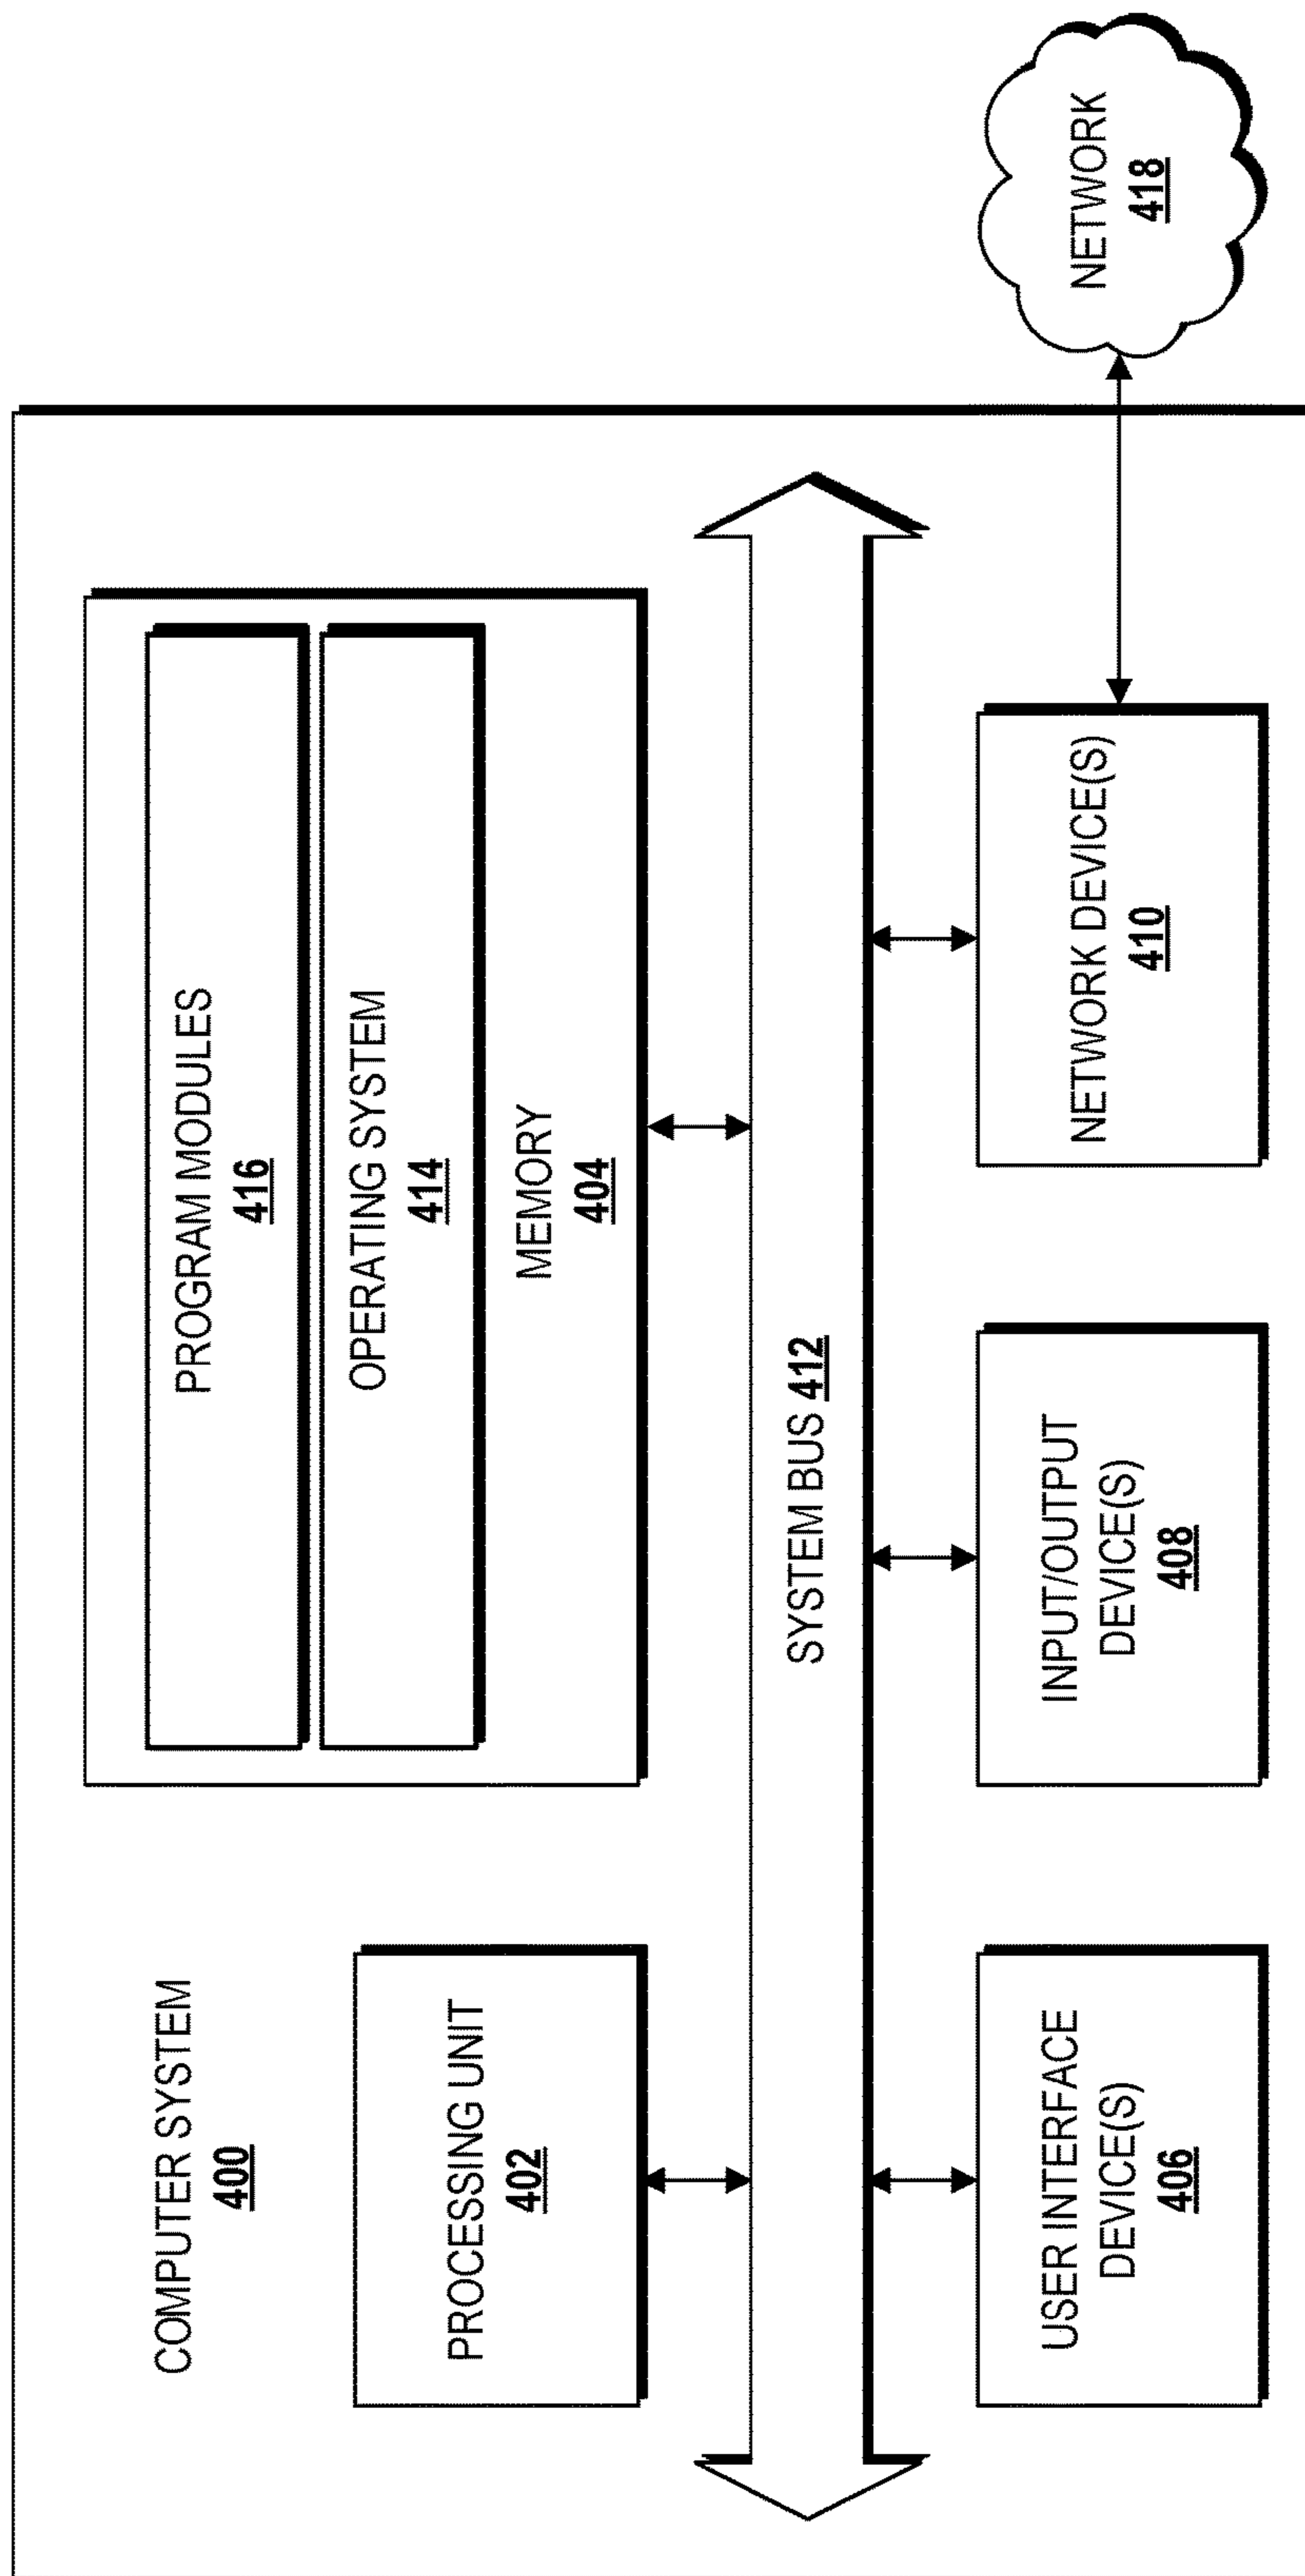 COMPUTER SYSTEM
400
PROCESSING UNIT
402
PROGRAM MODULES
416
OPERATING SYSTEM
414
MEMORY
404
SYSTEM BUS 412
USER INTERFACE
DEVICE(S)
406
INPUT/OUTPUT
DEVICE(S)
408
NETWORK DEVICE(S)
410
NETWORK
418